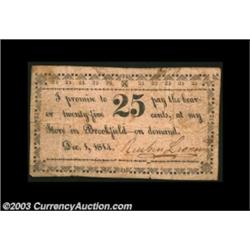 I promise to pay the bear-
er twenty-five 25 cents, at my
Store in Brookfield on demand.
Dec. 1, 1814. Reuben
©2003 CurrencyAuction.com